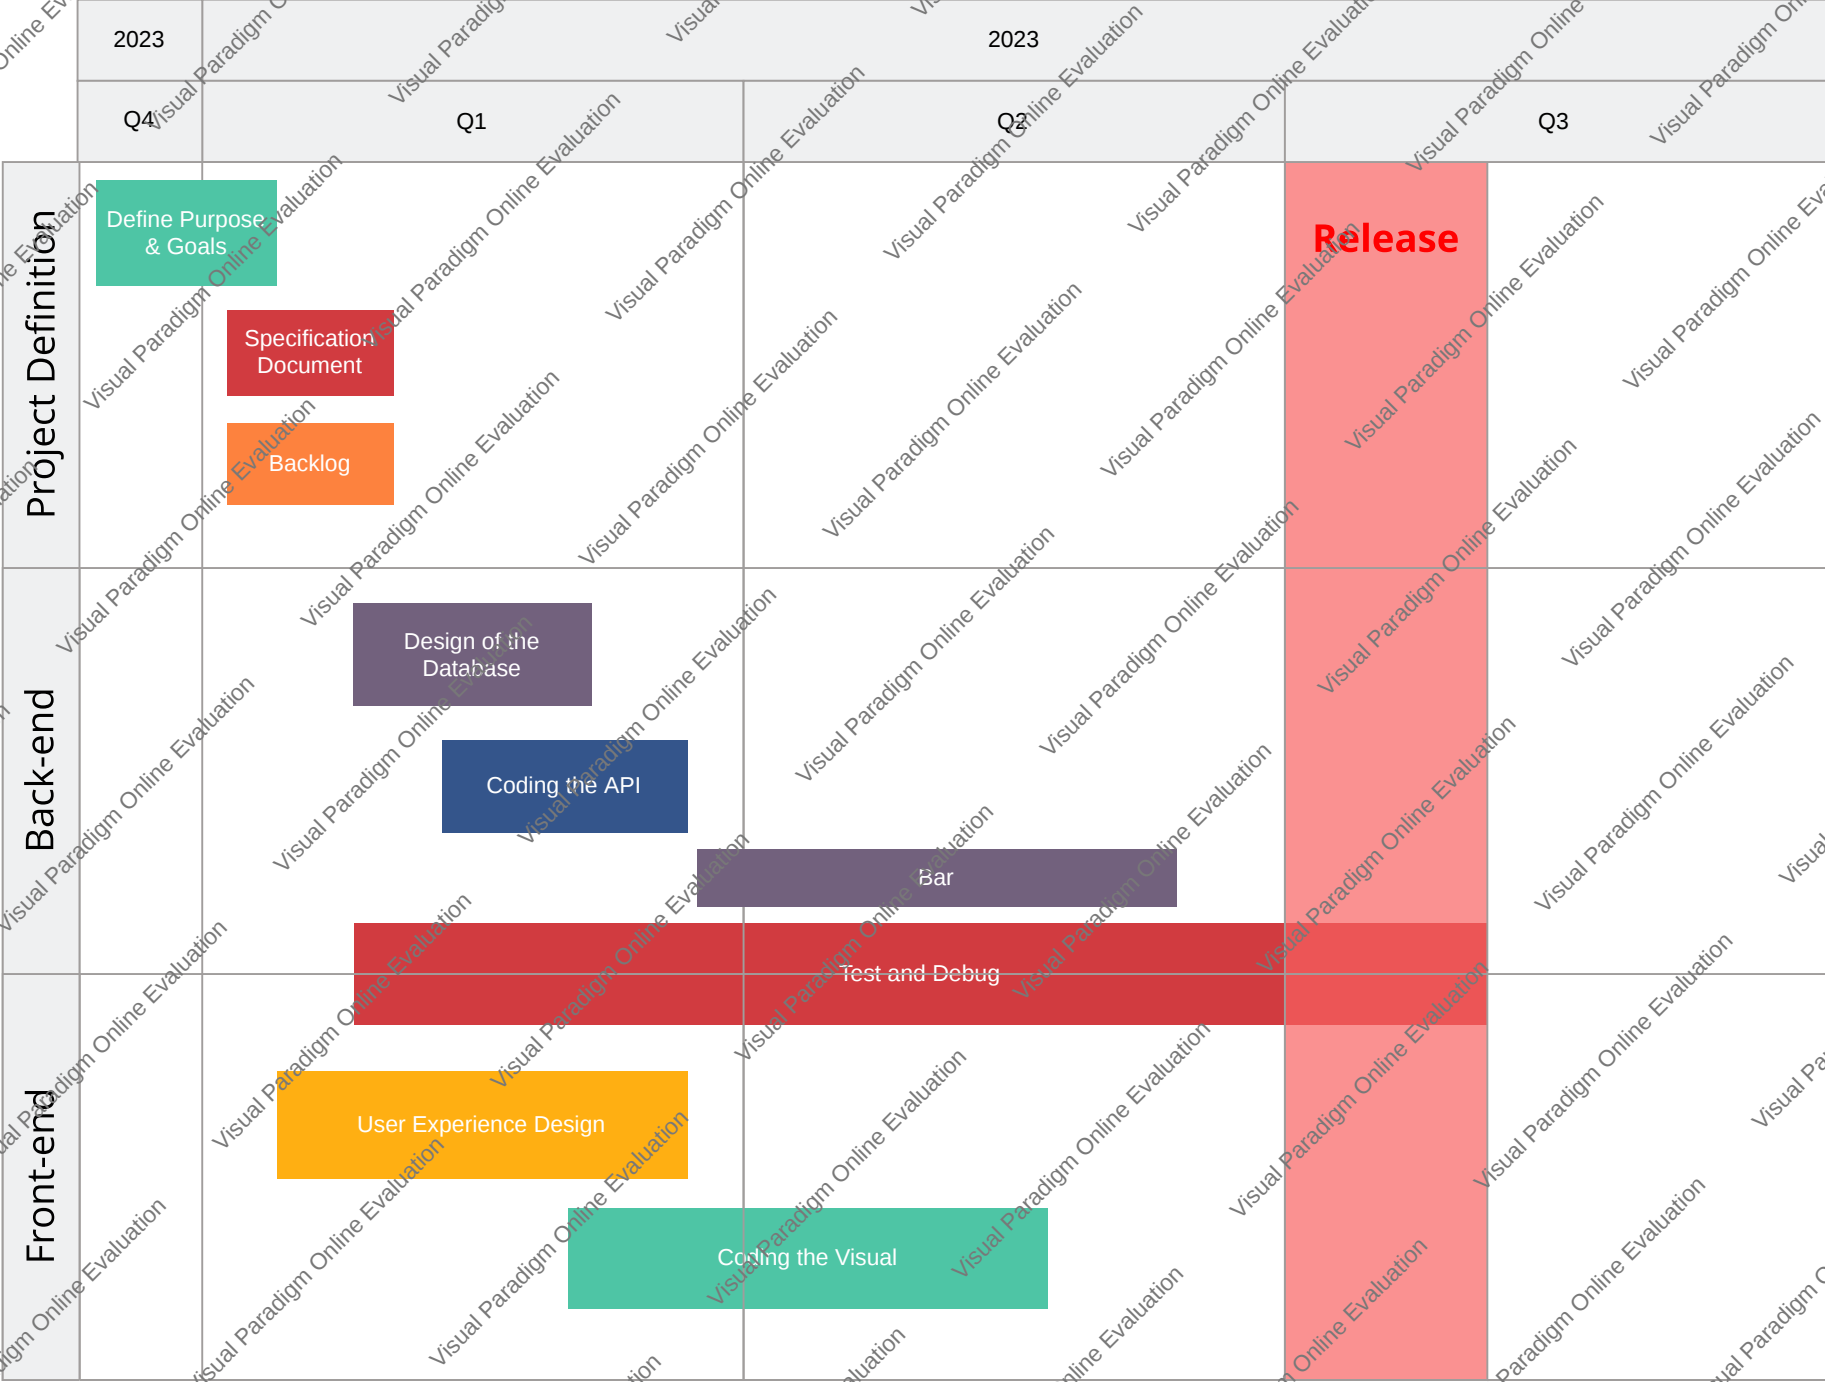 2023
2023
Q4
Q1
Q2
Q3
Project Definition
Define Purpose
& Goals
Release
Specification
Document
Backlog
Back-end
Design of the
Database
Coding the API
Bar
Test and Debug
Front-end
User Experience Design
Coding the Visual
Visual Paradigm Online Evaluation